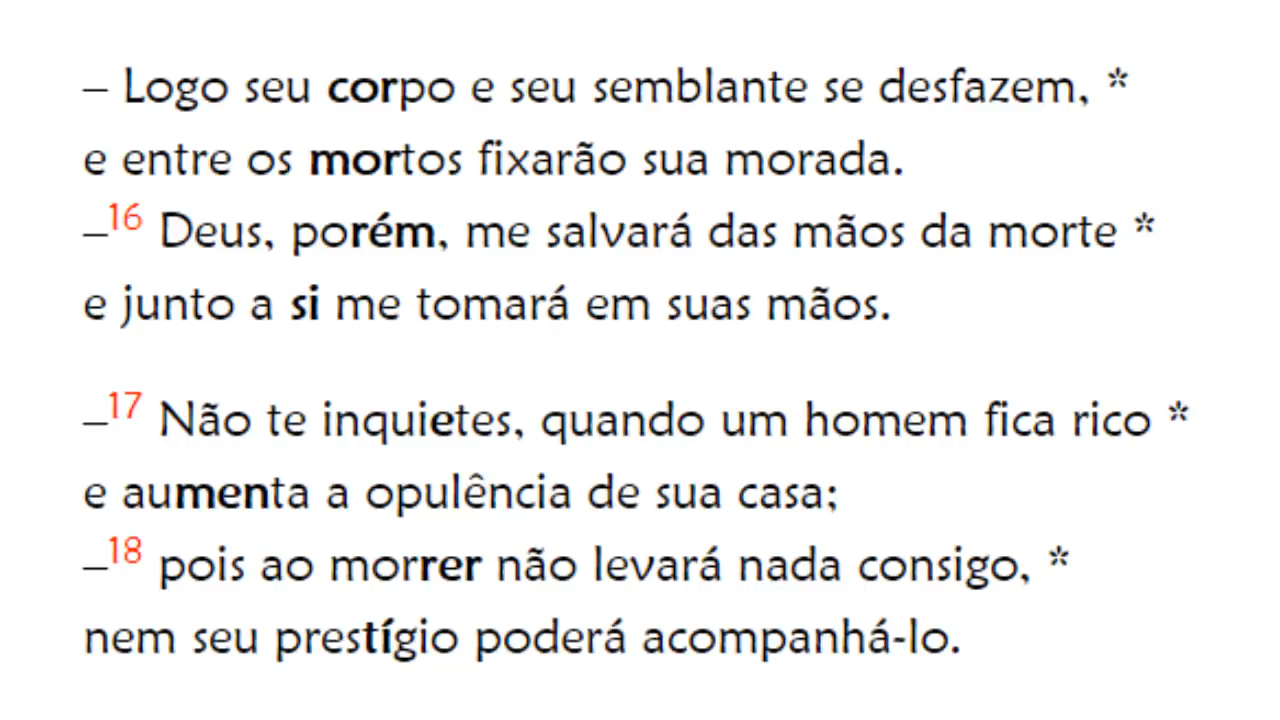 – Logo seu corpo e seu semblante se desfazem, *
e entre os mortos fixarão sua morada.
–16 Deus, porém, me salvará das mãos da morte *
e junto a si me tomará em suas mãos.
–17 Não te inquietes, quando um homem fica rico *
e aumenta a opulência de sua casa;
–18 pois ao morrer não levará nada consigo, *
nem seu prestígio poderá acompanhá-lo.